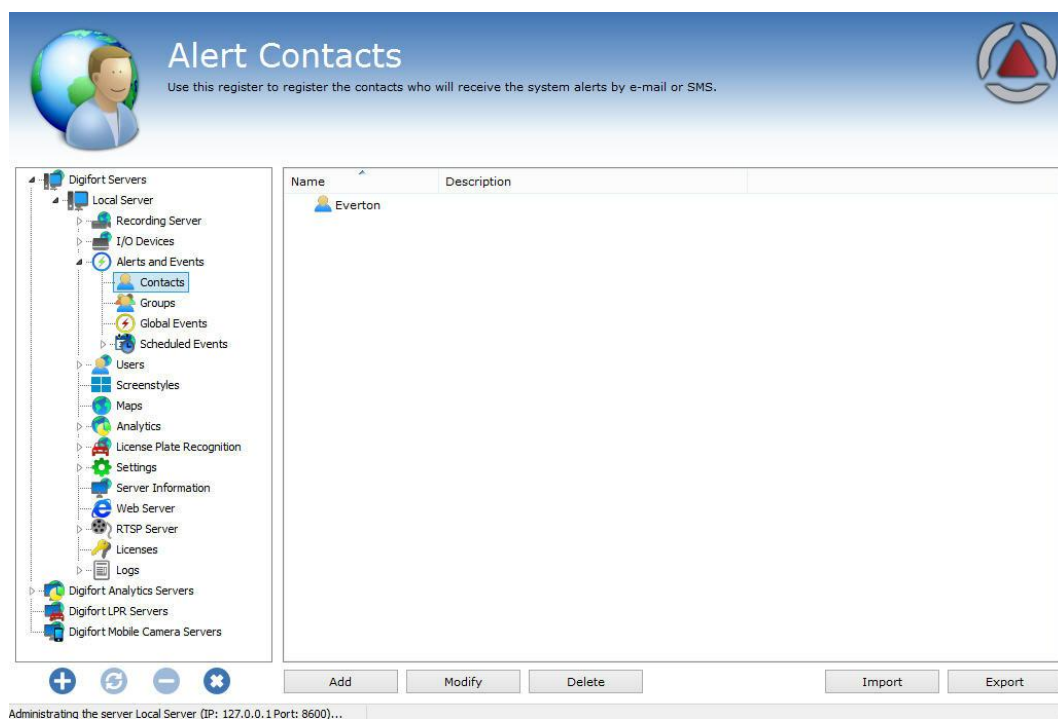 Alert Contacts
Use this register to register the contacts who will receive the system alerts by e-mail or SMS.
Digifort Servers
Local Server
Recording Server
I/O Devices
Alerts and Events
Contacts
Groups
Global Events
Scheduled Events
Users
Screenstyles
Maps
Analytics
License Plate Recognition
Settings
Server Information
Web Server
RTSP Server
Licenses
Logs
Digifort Analytics Servers
Digifort LPR Servers
Digifort Mobile Camera Servers
Name Description
Everton
Add Modify Delete Import Export
Administrating the server Local Server (IP: 127.0.0.1 Port: 8600)...